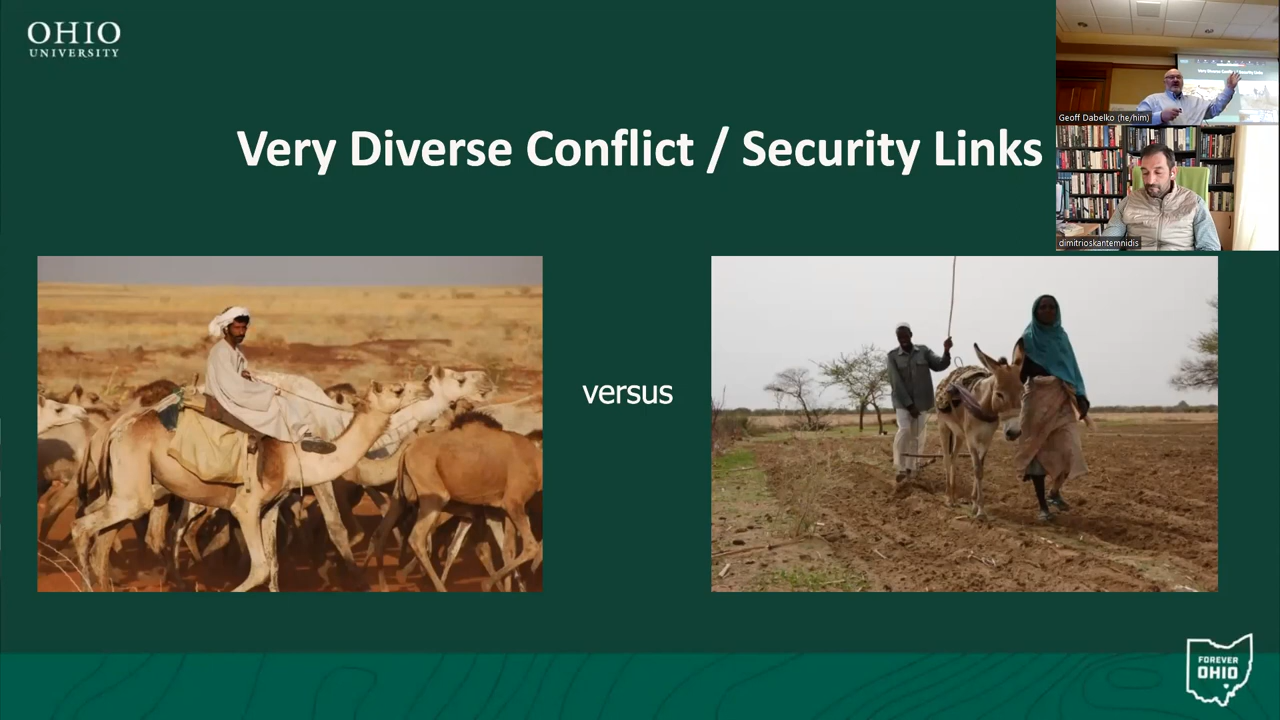 OHIO
UNIVERSITY
Very Diverse Conflict / Security Links
Geoff Dabelko (he/him)
dimitrioskantemnidis
versus
FOREVER
OHIO